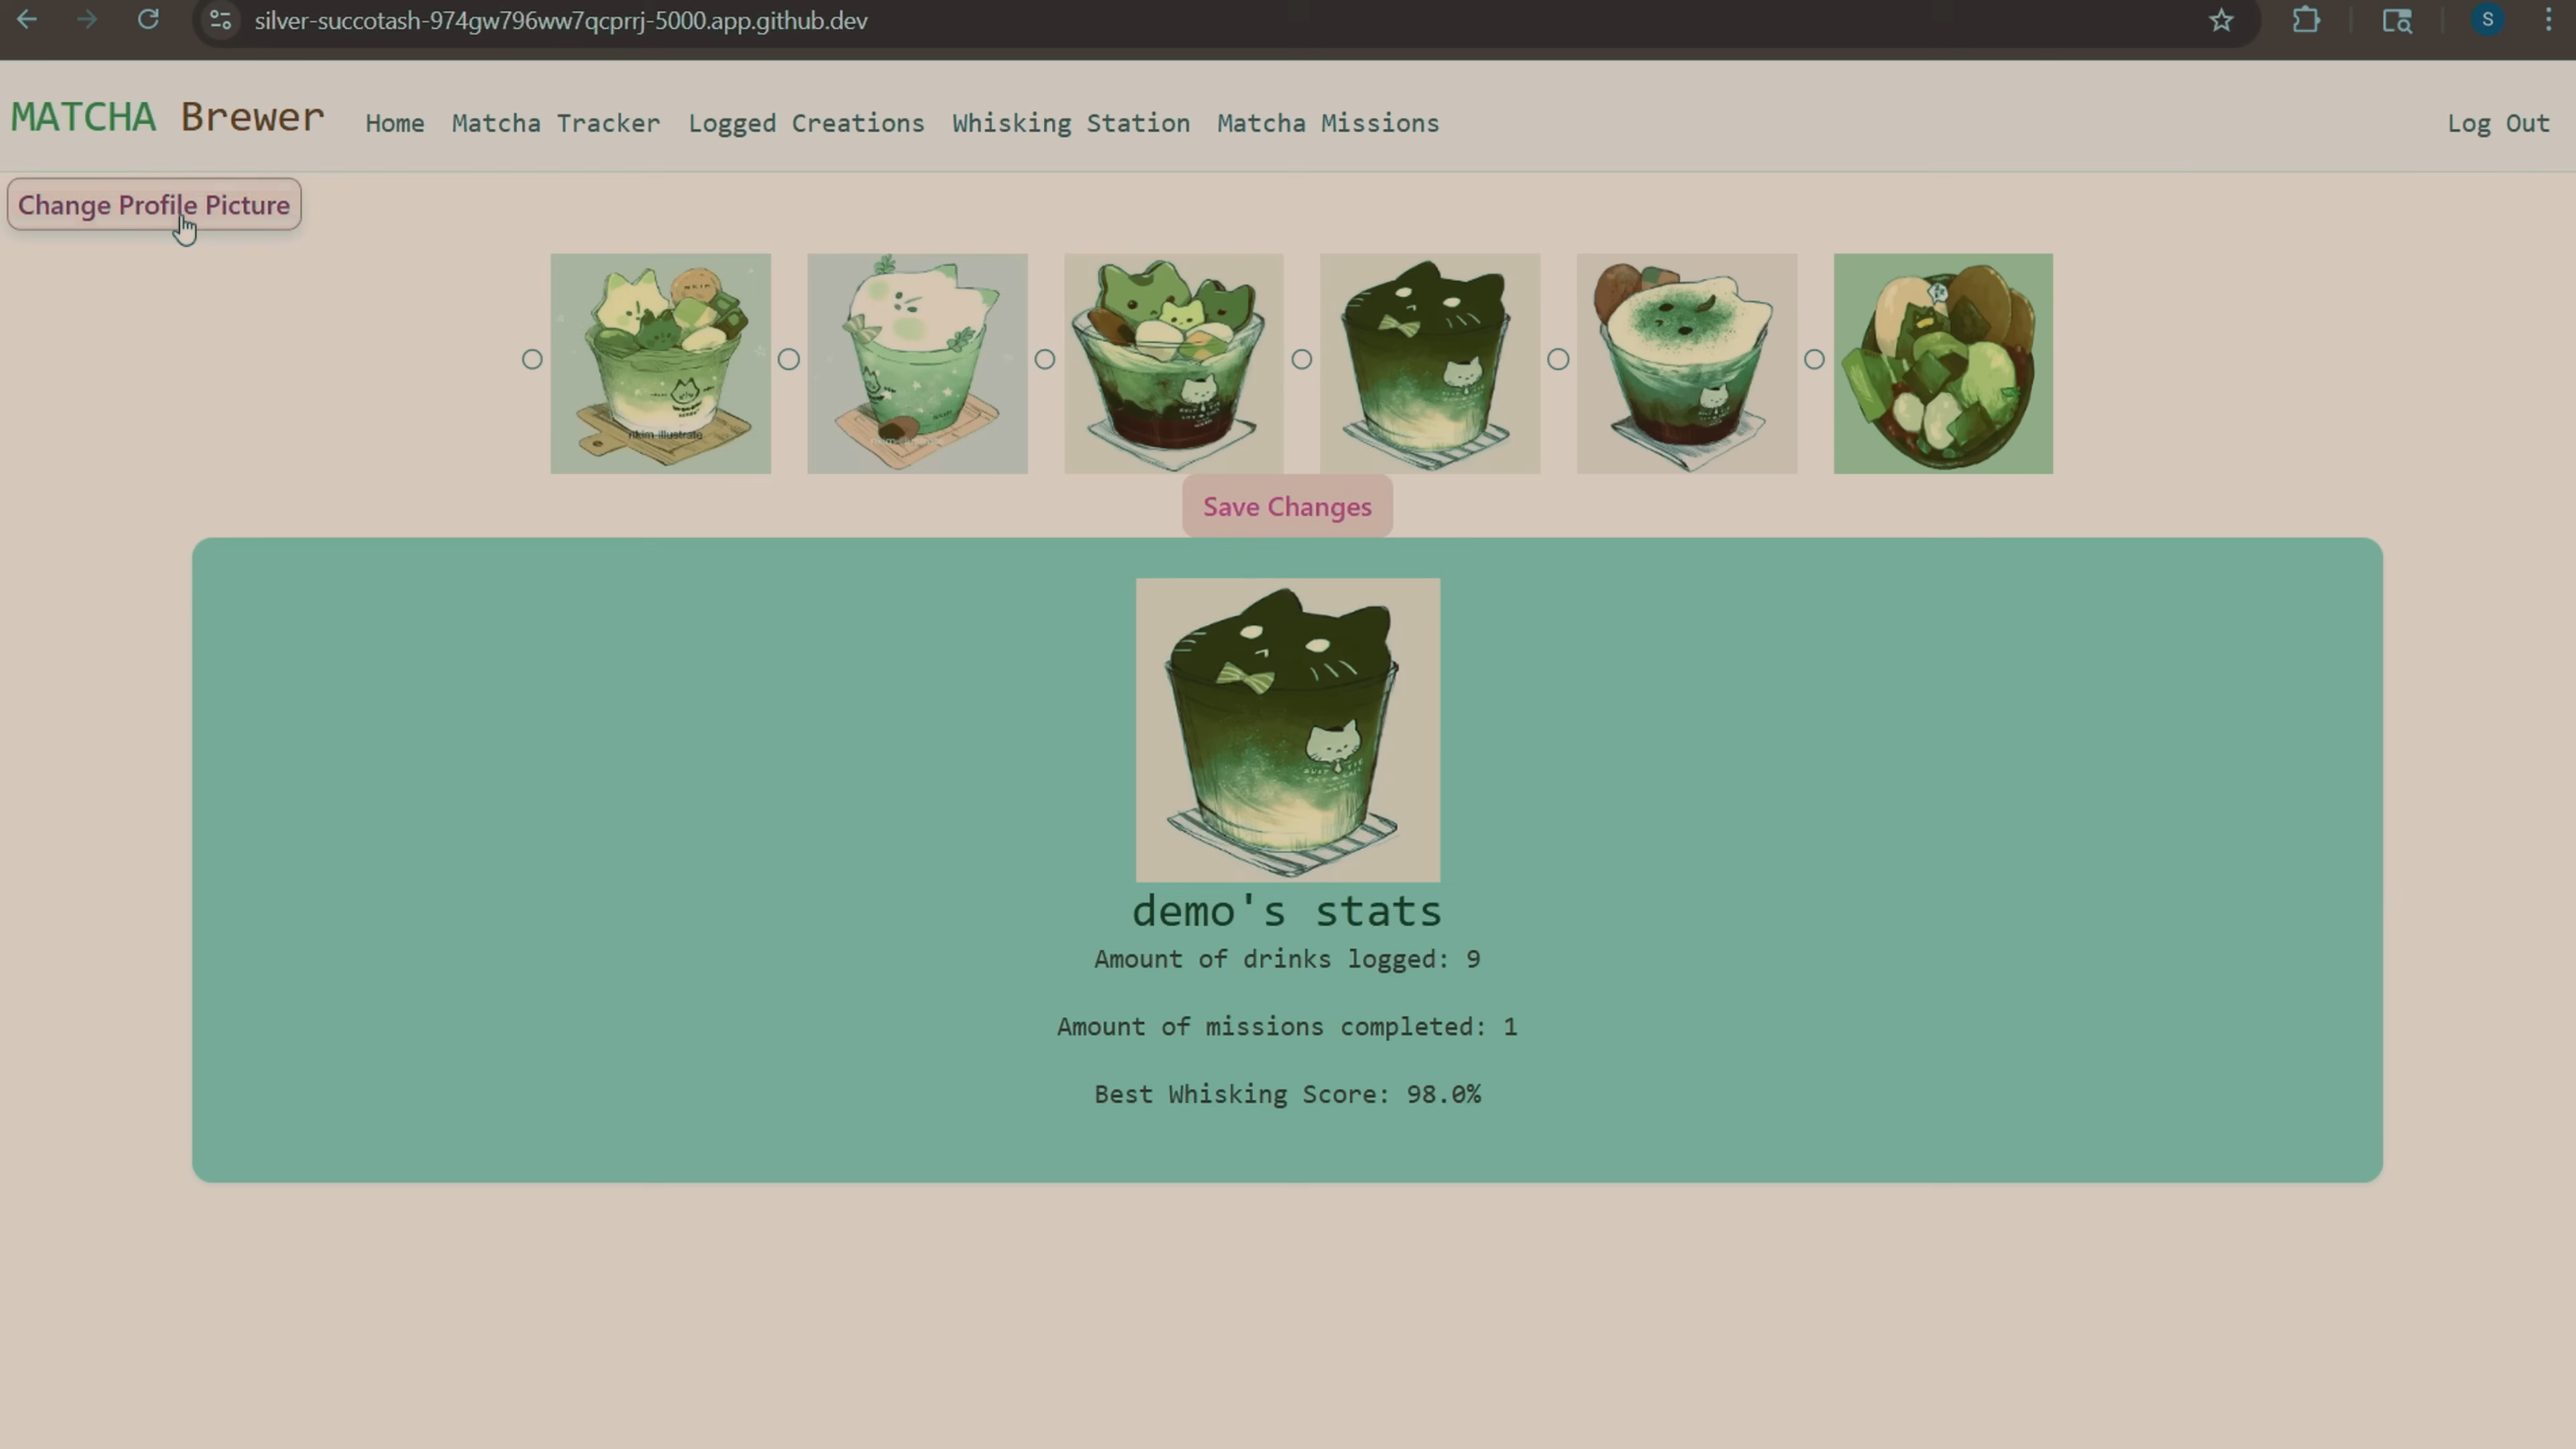 silver-succotash-974gw796ww7qcprrj-5000.app.github.dev
S
MATCHA Brewer Home Matcha Tracker Logged Creations Whisking Station Matcha Missions Log Out
Change Profile Picture
nkim-illustrate
Save Changes
demo's stats
Amount of drinks logged: 9
Amount of missions completed: 1
Best Whisking Score: 98.0%